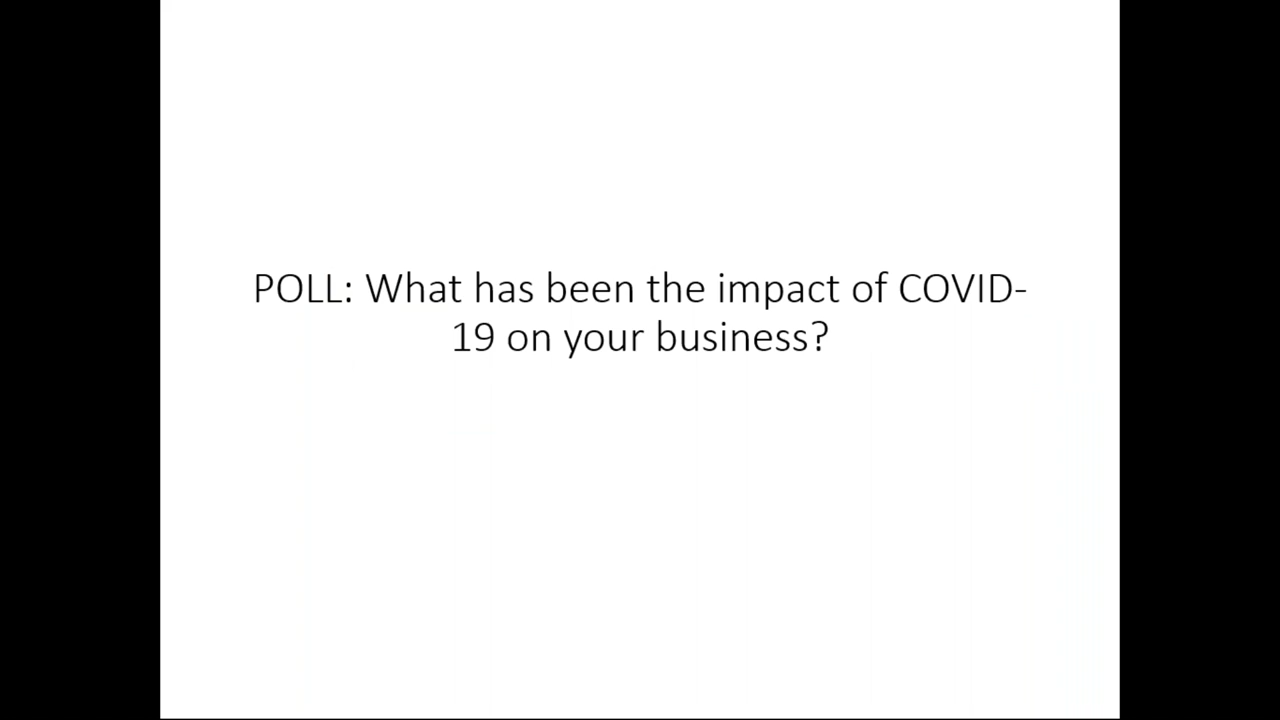 POLL: What has been the impact of COVID-
19 on your business?